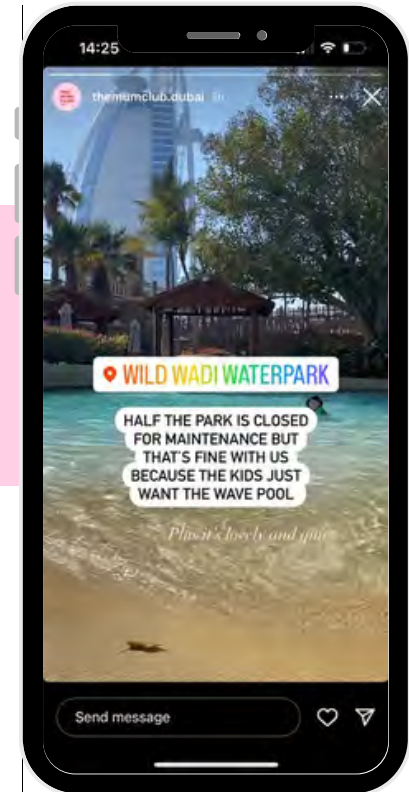 14:25
themumclub.dubai
WILD WADI WATERPARK
HALF THE PARK IS CLOSED
FOR MAINTENANCE BUT
THAT'S FINE WITH US
BECAUSE THE KIDS JUST
WANT THE WAVE POOL
Plus it's lovely and quiet
Send message